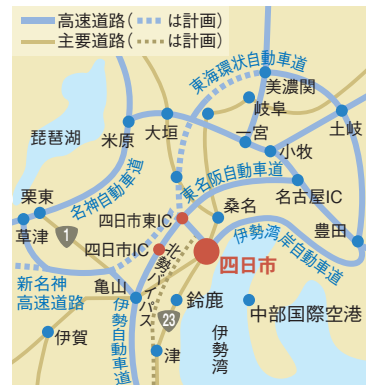 高速道路(は計画)
主要道路(は計画)
東海環状自動車道
美濃関
岐阜
土岐
琵琶湖
米原
大垣
一宮
小牧
名神自動車道
東名阪自動車道
名古屋IC
栗東
草津
1
四日市東IC
桑名
豊田
四日市IC
伊勢湾岸自動車道
四日市
北勢バイパス
新名神
高速道路
亀山
鈴鹿
中部国際空港
伊勢自動車道
23
伊勢湾
伊賀
津